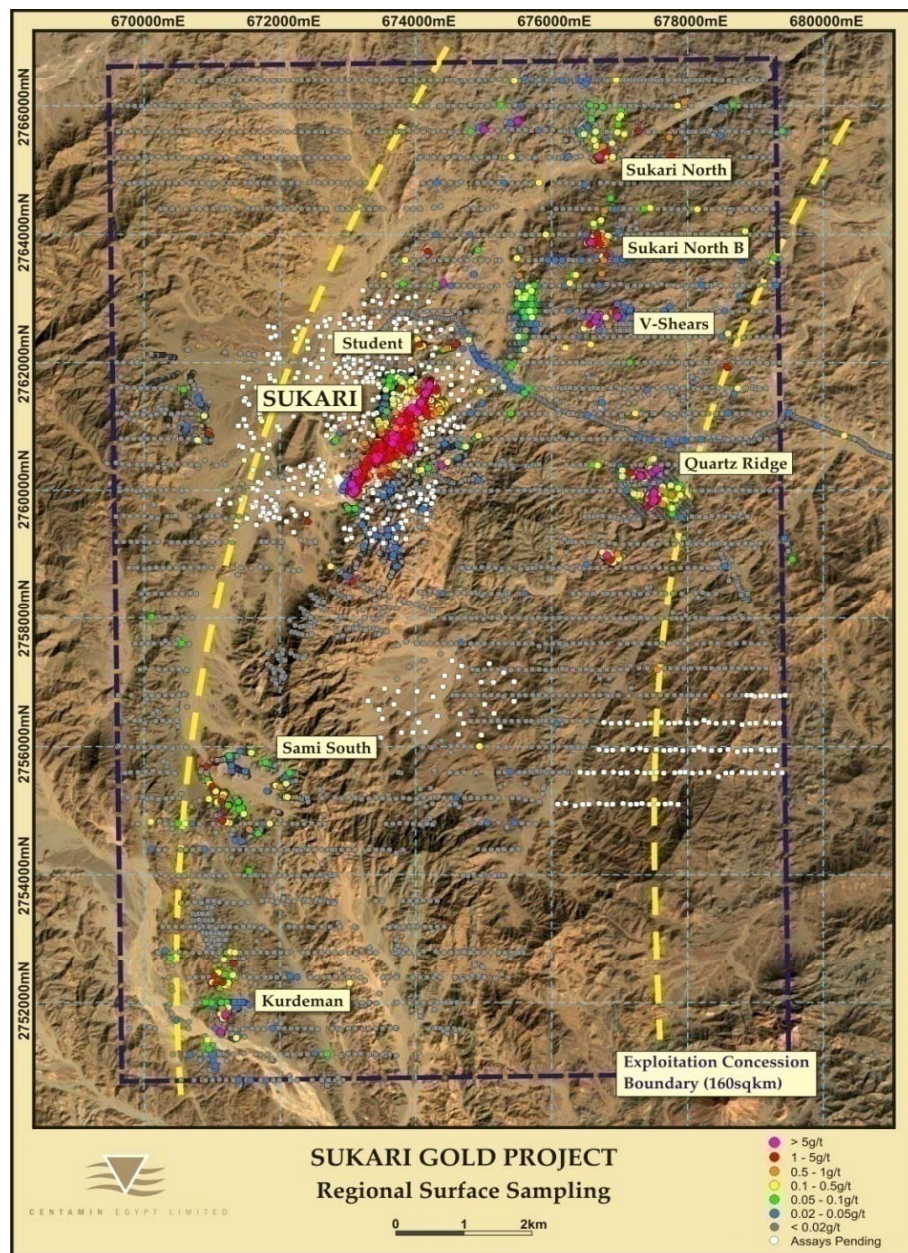 670000mE
672000mE
674000mE
676000mE
678000mE
680000mE
2766000mN
2764000mN
2762000mN
2760000mN
2758000mN
2756000mN
2754000mN
2752000mN
Sukari North
Sukari North B
V-Shears
Student
SUKARI
Quartz Ridge
Sami South
Kurdeman
Exploitation Concession
Boundary (160sqkm)
SUKARI GOLD PROJECT
Regional Surface Sampling
0 1 2km
CENTAMIN EGYPT LIMITED
> 5g/t
1 - 5g/t
0.5 - 1g/t
0.1 - 0.5g/t
0.05 - 0.1g/t
0.02 - 0.05g/t
< 0.02g/t
Assays Pending